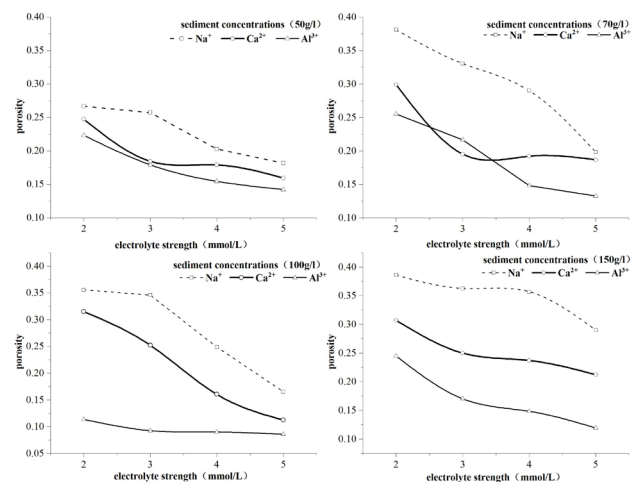 sediment concentrations (50g/l)
Na⁺ Ca²⁺ Al³⁺
0.40
0.35
0.30
0.25
0.20
0.15
0.10
porosity
2 3 4 5
electrolyte strength (mmol/L)
sediment concentrations (70g/l)
Na⁺ Ca²⁺ Al³⁺
0.40
0.35
0.30
0.25
0.20
0.15
0.10
porosity
2 3 4 5
electrolyte strength (mmol/L)
sediment concentrations (100g/l)
Na⁺ Ca²⁺ Al³⁺
0.40
0.35
0.30
0.25
0.20
0.15
0.10
0.05
porosity
2 3 4 5
electrolyte strength (mmol/L)
sediment concentrations (150g/l)
Na⁺ Ca²⁺ Al³⁺
0.40
0.35
0.30
0.25
0.20
0.15
0.10
porosity
2 3 4 5
electrolyte strength (mmol/L)